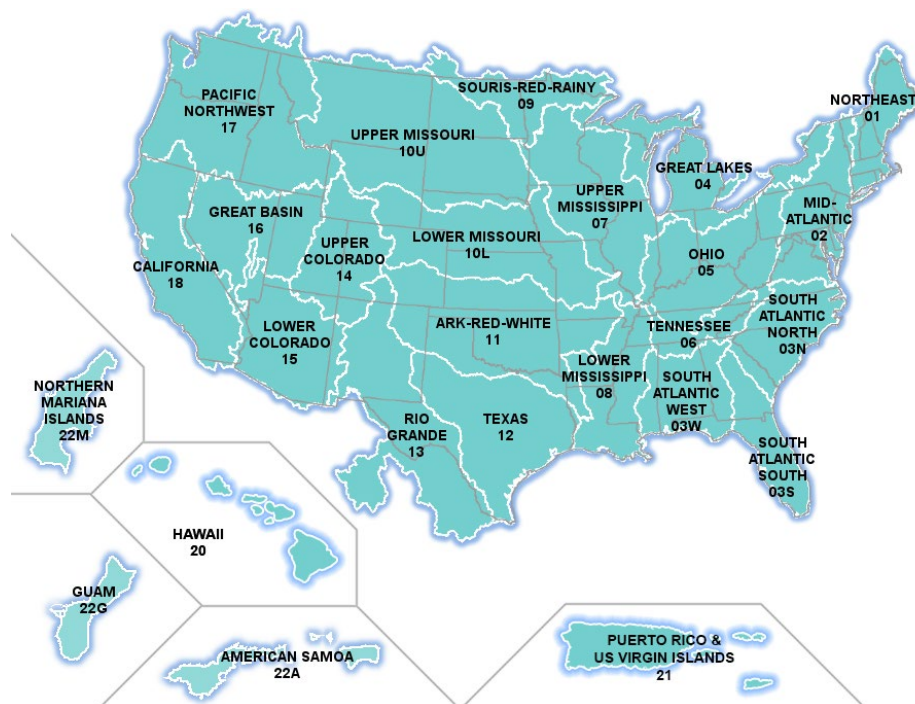 SOURIS-RED-RAINY
09
NORTHEAST
01
PACIFIC
NORTHWEST
17
UPPER MISSOURI
10U
GREAT LAKES
04
UPPER
MISSISSIPPI
07
MID-
ATLANTIC
02
GREAT BASIN
16
LOWER MISSOURI
10L
UPPER
COLORADO
14
OHIO
05
CALIFORNIA
18
SOUTH
ATLANTIC
NORTH
03N
ARK-RED-WHITE
11
TENNESSEE
06
LOWER
COLORADO
15
LOWER
MISSISSIPPI
08
SOUTH
ATLANTIC
WEST
03W
NORTHERN
MARIANA
ISLANDS
22M
RIO
GRANDE
13
TEXAS
12
SOUTH
ATLANTIC
SOUTH
03S
HAWAII
20
GUAM
22G
AMERICAN SAMOA
22A
PUERTO RICO &
US VIRGIN ISLANDS
21